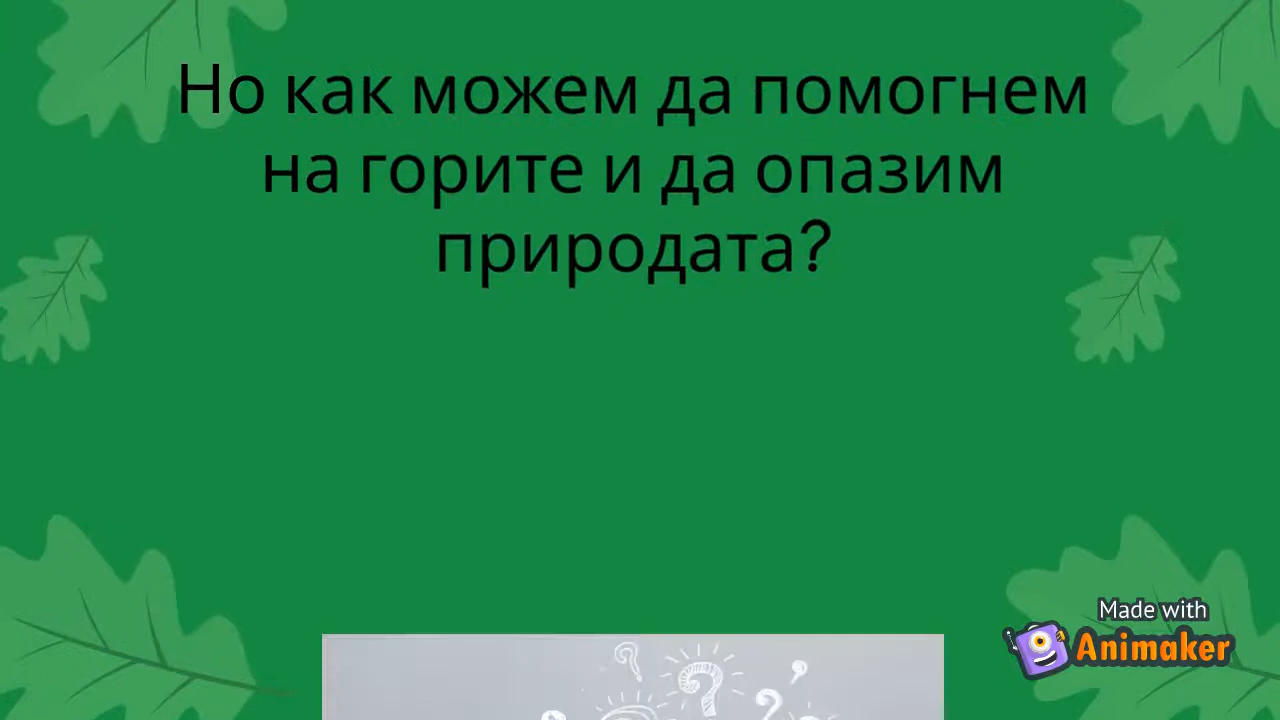 Но как можем да помогнем
на горите и да опазим
природата?
Made with
Animaker